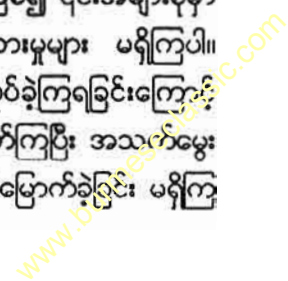 ားမှုများ မရှိကြပါ။
ပ်ခဲ့ကြရခြင်းကြောင့်
ာ်ကြပြီး အသက်မွေး
မြောက်ခဲ့ခြင်း မရှိကြ
www.burmeseclassic.com